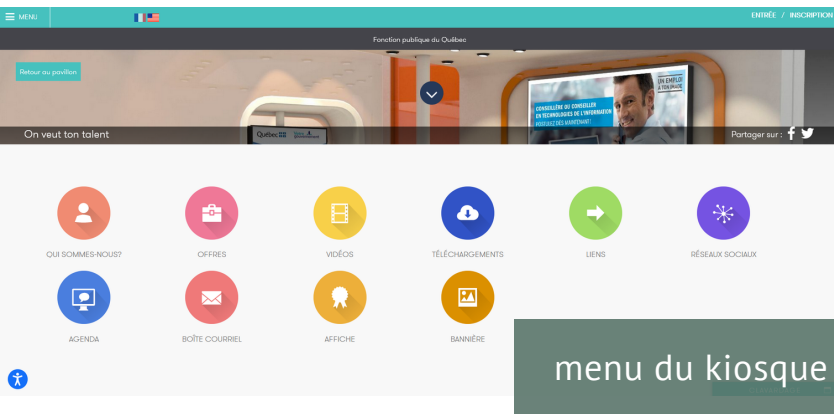 MENU
ENTRÉE / INSCRIPTION
Fonction publique du Québec
Retour au pavillon
UN EMPLOI
À TON IMAGE
CONSEILLÈRE OU CONSEILLER
EN TECHNOLOGIES DE L'INFORMATION
POSTULEZ DÈS MAINTENANT!
Québec
On veut ton talent
Partager sur :
QUI SOMMES-NOUS?
OFFRES
VIDÉOS
TÉLÉCHARGEMENTS
LIENS
RÉSEAUX SOCIAUX
AGENDA
BOÎTE COURRIEL
AFFICHE
BANNIÈRE
menu du kiosque